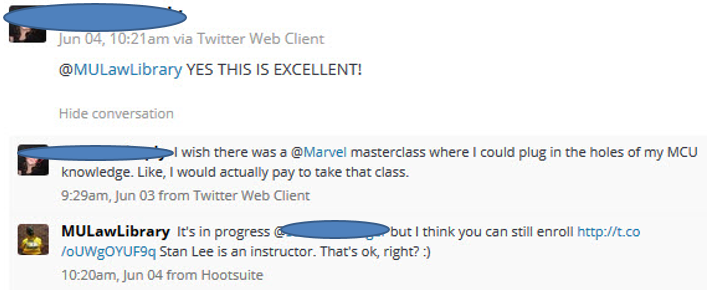 Jun 04, 10:21am via Twitter Web Client
@MULawLibrary YES THIS IS EXCELLENT!
Hide conversation
I wish there was a @Marvel masterclass where I could plug in the holes of my MCU
knowledge. Like, I would actually pay to take that class.
9:29am, Jun 03 from Twitter Web Client
MULawLibrary It's in progress @ but I think you can still enroll http://t.co
/oUWgOYUF9q Stan Lee is an instructor. That's ok, right? :)
10:20am, Jun 04 from Hootsuite